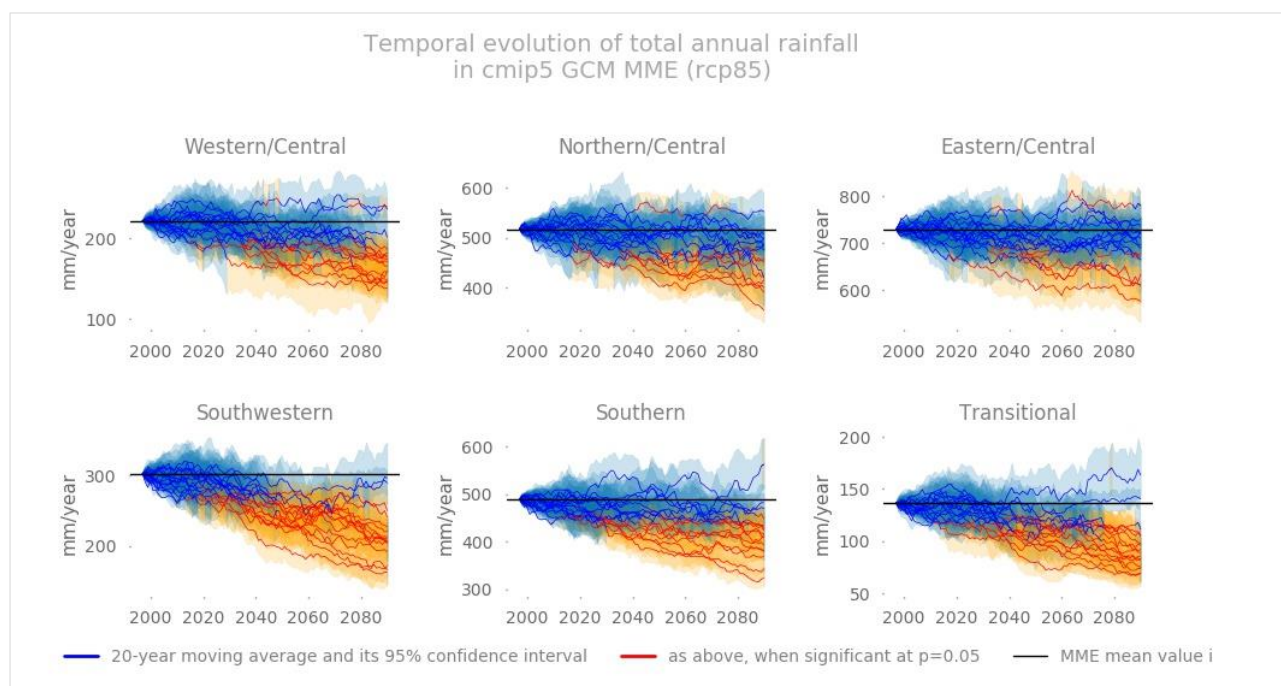 Temporal evolution of total annual rainfall
in cmip5 GCM MME (rcp85)
Western/Central
Northern/Central
Eastern/Central
mm/year
200
100
2000 2020 2040 2060 2080
mm/year
600
500
400
2000 2020 2040 2060 2080
mm/year
800
700
600
2000 2020 2040 2060 2080
Southwestern
Southern
Transitional
mm/year
300
200
2000 2020 2040 2060 2080
mm/year
600
500
400
300
2000 2020 2040 2060 2080
mm/year
200
150
100
50
2000 2020 2040 2060 2080
20-year moving average and its 95% confidence interval
as above, when significant at p=0.05
MME mean value i